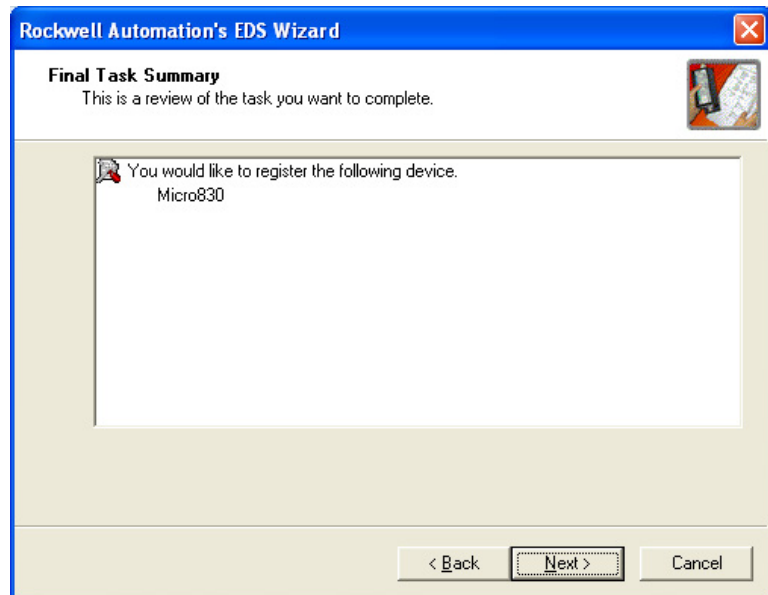 Rockwell Automation's EDS Wizard
Final Task Summary
This is a review of the task you want to complete.
You would like to register the following device.
Micro830
< Back
Next >
Cancel